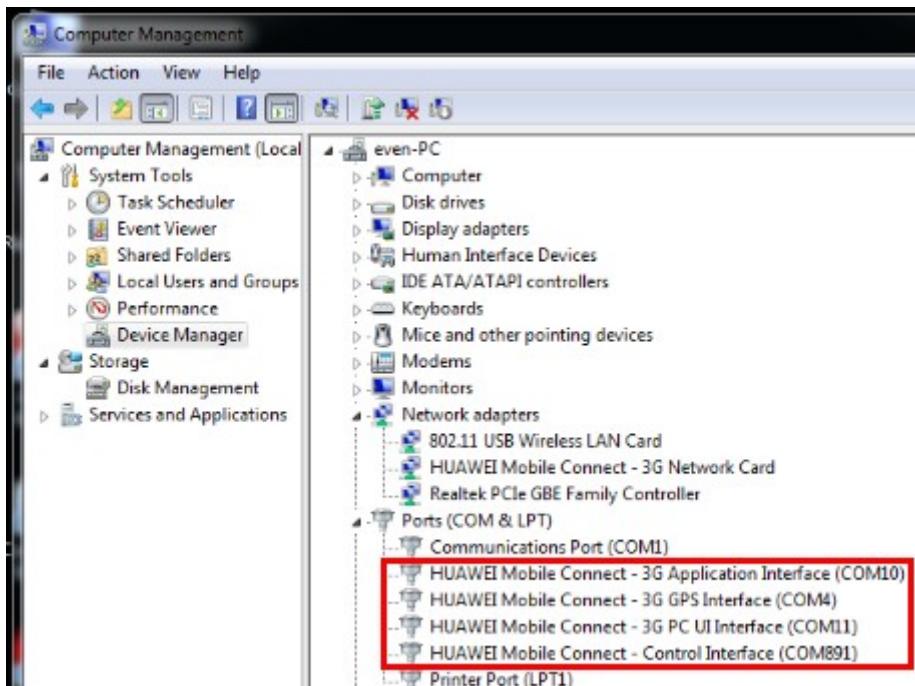 Computer Management
File Action View Help
Computer Management (Local
System Tools
Task Scheduler
Event Viewer
Shared Folders
Local Users and Groups
Performance
Device Manager
Storage
Disk Management
Services and Applications
even-PC
Computer
Disk drives
Display adapters
Human Interface Devices
IDE ATA/ATAPI controllers
Keyboards
Mice and other pointing devices
Modems
Monitors
Network adapters
802.11 USB Wireless LAN Card
HUAWEI Mobile Connect - 3G Network Card
Realtek PCIe GBE Family Controller
Ports (COM & LPT)
Communications Port (COM1)
HUAWEI Mobile Connect - 3G Application Interface (COM10)
HUAWEI Mobile Connect - 3G GPS Interface (COM4)
HUAWEI Mobile Connect - 3G PC UI Interface (COM11)
HUAWEI Mobile Connect - Control Interface (COM891)
Printer Port (LPT1)